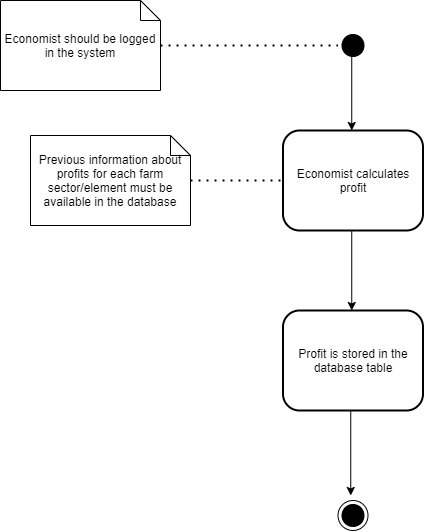 Economist should be logged
in the system
Previous information about
profits for each farm
sector/element must be
available in the database
Economist calculates
profit
Profit is stored in the
database table